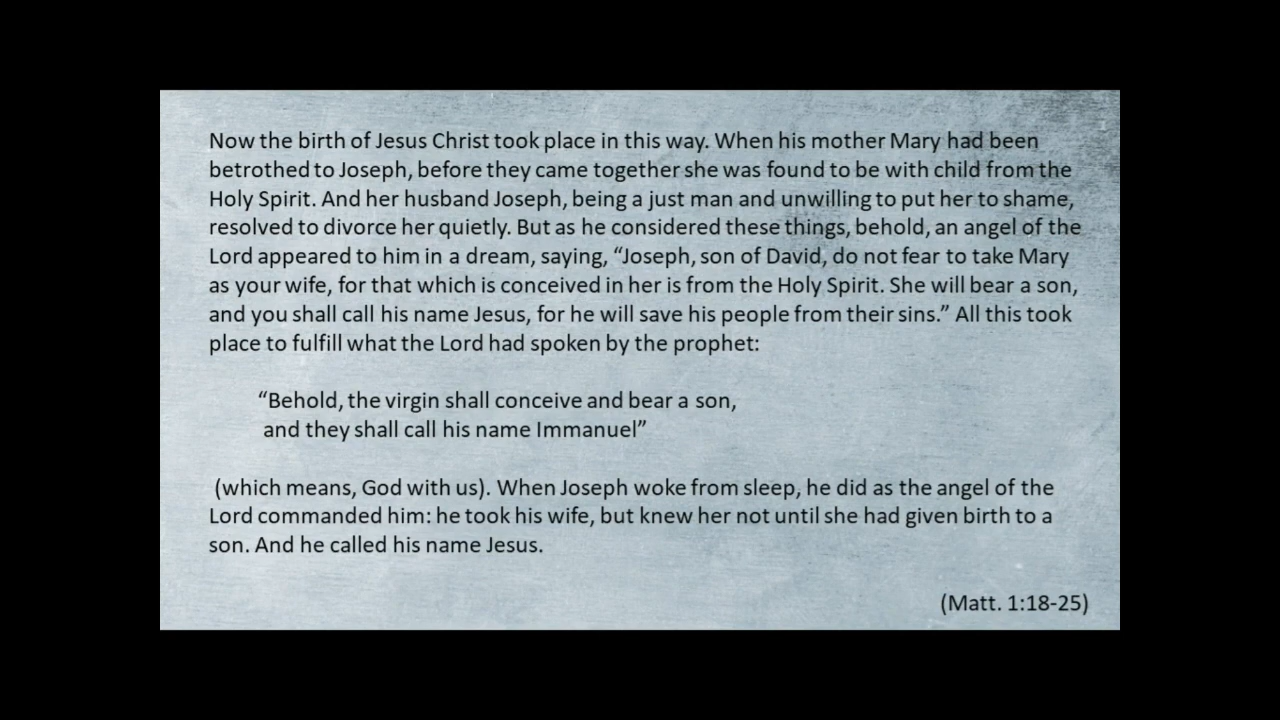 Now the birth of Jesus Christ took place in this way. When his mother Mary had been
betrothed to Joseph, before they came together she was found to be with child from the
Holy Spirit. And her husband Joseph, being a just man and unwilling to put her to shame,
resolved to divorce her quietly. But as he considered these things, behold, an angel of the
Lord appeared to him in a dream, saying, “Joseph, son of David, do not fear to take Mary
as your wife, for that which is conceived in her is from the Holy Spirit. She will bear a son,
and you shall call his name Jesus, for he will save his people from their sins.” All this took
place to fulfill what the Lord had spoken by the prophet:
“Behold, the virgin shall conceive and bear a son,
and they shall call his name Immanuel”
(which means, God with us). When Joseph woke from sleep, he did as the angel of the
Lord commanded him: he took his wife, but knew her not until she had given birth to a
son. And he called his name Jesus.
(Matt. 1:18-25)